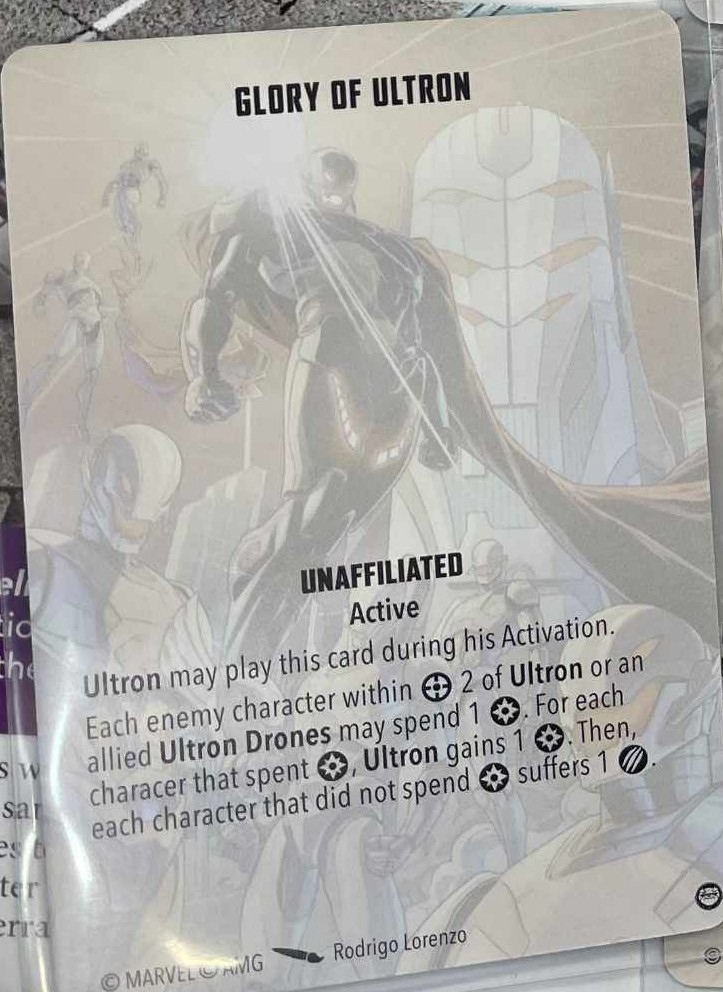 GLORY OF ULTRON
UNAFFILIATED
Active
Ultron may play this card during his Activation.
Each enemy character within 2 of Ultron or an
allied Ultron Drones may spend 1 . For each
characer that spent , Ultron gains 1 . Then,
each character that did not spend suffers 1 .
© MARVEL © AMG Rodrigo Lorenzo